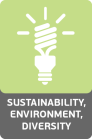 SUSTAINABILITY,
ENVIRONMENT,
DIVERSITY